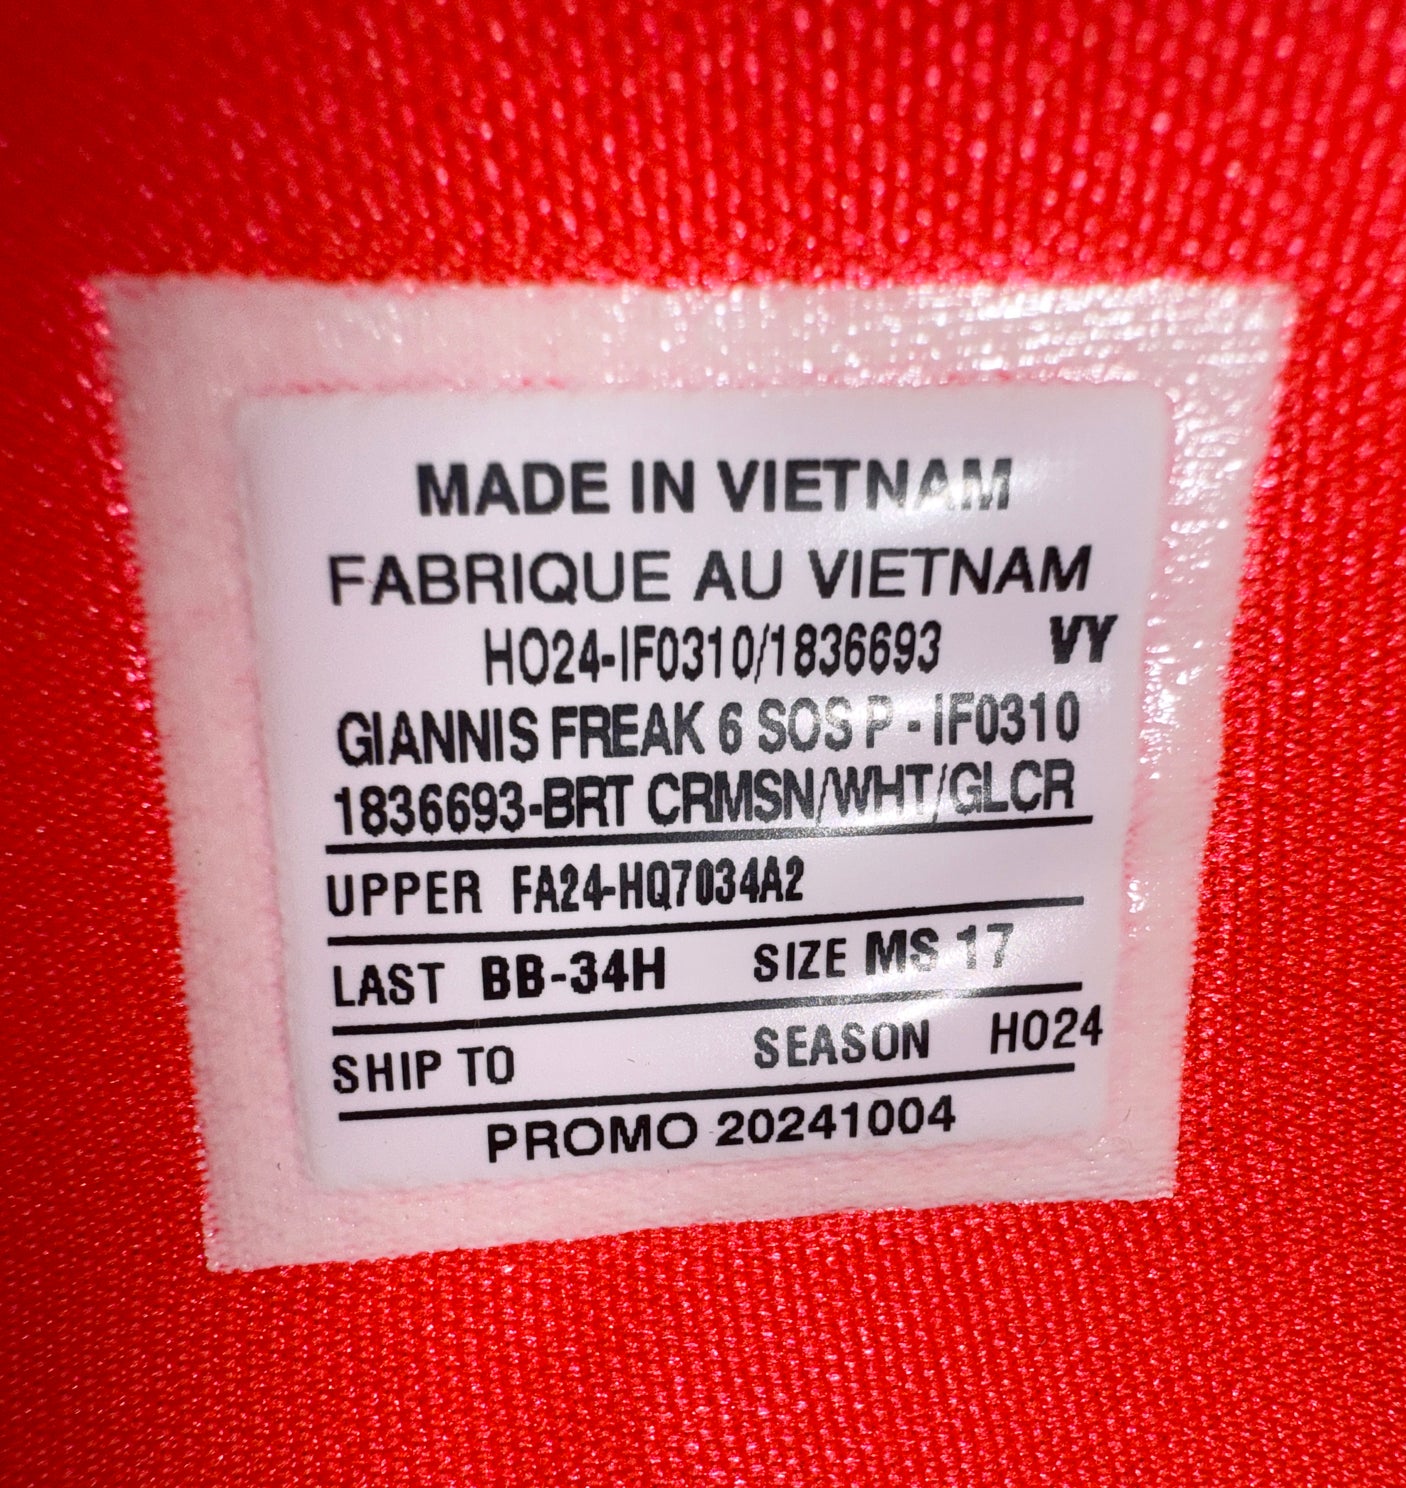 MADE IN VIETNAM
FABRIQUE AU VIETNAM
HO24-IF0310/1836693 VY
GIANNIS FREAK 6 SOS P - IF0310
1836693-BRT CRMSN/WHT/GLCR
UPPER FA24-HQ7034A2
LAST BB-34H SIZE MS 17
SHIP TO SEASON HO24
PROMO 20241004